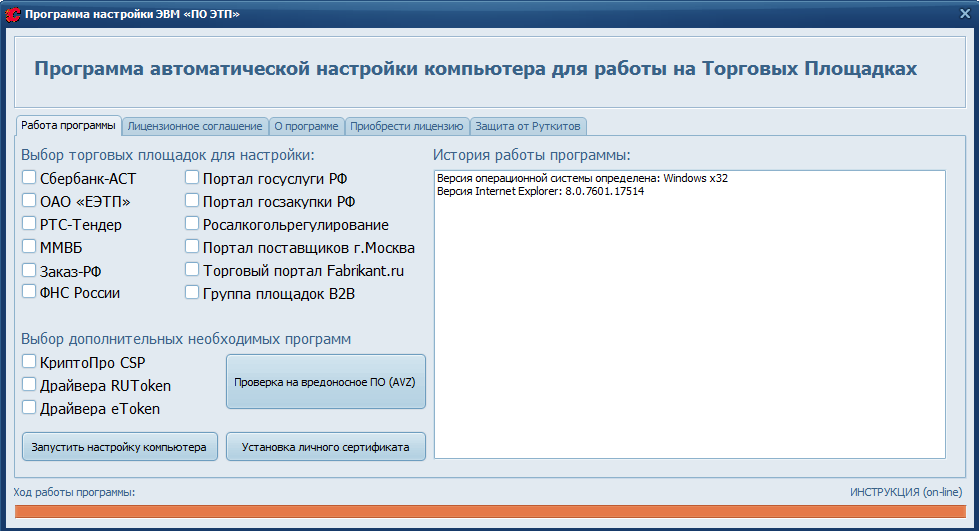 Программа настройки ЭВМ «ПО ЭТП»
Программа автоматической настройки компьютера для работы на Торговых Площадках
Работа программы
Лицензионное соглашение
О программе
Приобрести лицензию
Защита от Руткитов
Выбор торговых площадок для настройки:
Сбербанк-АСТ
ОАО «ЕЭТП»
РТС-Тендер
ММВБ
Заказ-РФ
ФНС России
Портал госуслуги РФ
Портал госзакупки РФ
Росалкогольрегулирование
Портал поставщиков г.Москва
Торговый портал Fabrikant.ru
Группа площадок B2B
Выбор дополнительных необходимых программ
КриптоПро CSP
Драйвера RUToken
Драйвера eToken
Проверка на вредоносное ПО (AVZ)
Запустить настройку компьютера
Установка личного сертификата
История работы программы:
Версия операционной системы определена: Windows x32
Версия Internet Explorer: 8.0.7601.17514
Ход работы программы:
ИНСТРУКЦИЯ (on-line)